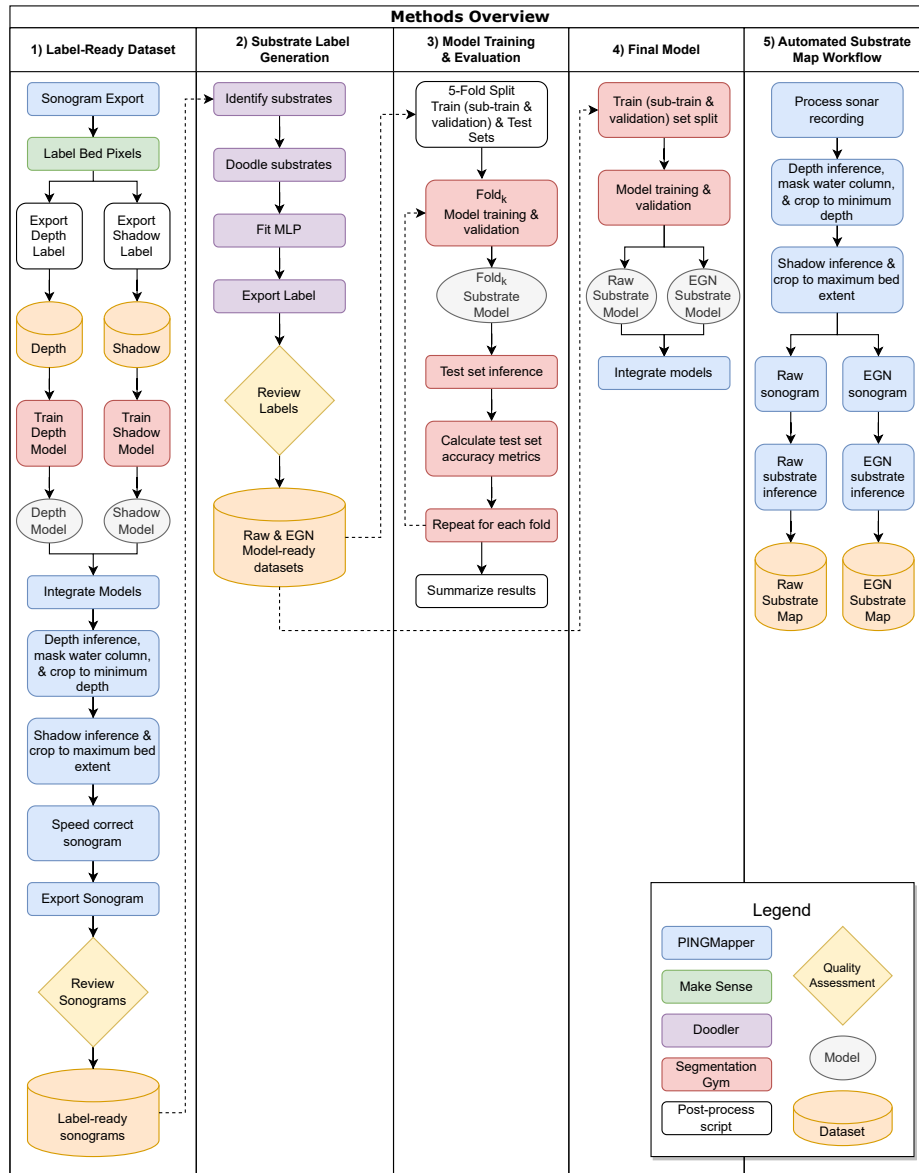 Methods Overview
1) Label-Ready Dataset
Sonogram Export
Label Bed Pixels
Export
Depth
Label
Export
Shadow
Label
Depth
Shadow
Train
Depth
Model
Train
Shadow
Model
Depth
Model
Shadow
Model
Integrate Models
Depth inference,
mask water column,
& crop to minimum
depth
Shadow inference &
crop to maximum bed
extent
Speed correct
sonogram
Export Sonogram
Review
Sonograms
Label-ready
sonograms
2) Substrate Label
Generation
Identify substrates
Doodle substrates
Fit MLP
Export Label
Review
Labels
Raw & EGN
Model-ready
datasets
3) Model Training
& Evaluation
5-Fold Split
Train (sub-train &
validation) & Test
Sets
Foldk
Model training &
validation
Foldk
Substrate
Model
Test set inference
Calculate test set
accuracy metrics
Repeat for each fold
Summarize results
4) Final Model
Train (sub-train &
validation) set split
Model training &
validation
Raw
Substrate
Model
EGN
Substrate
Model
Integrate models
5) Automated Substrate
Map Workflow
Process sonar
recording
Depth inference,
mask water column,
& crop to minimum
depth
Shadow inference &
crop to maximum bed
extent
Raw
sonogram
EGN
sonogram
Raw
substrate
inference
EGN
substrate
inference
Raw
Substrate
Map
EGN
Substrate
Map
Legend
PINGMapper
Make Sense
Doodler
Segmentation
Gym
Post-process
script
Quality
Assessment
Model
Dataset